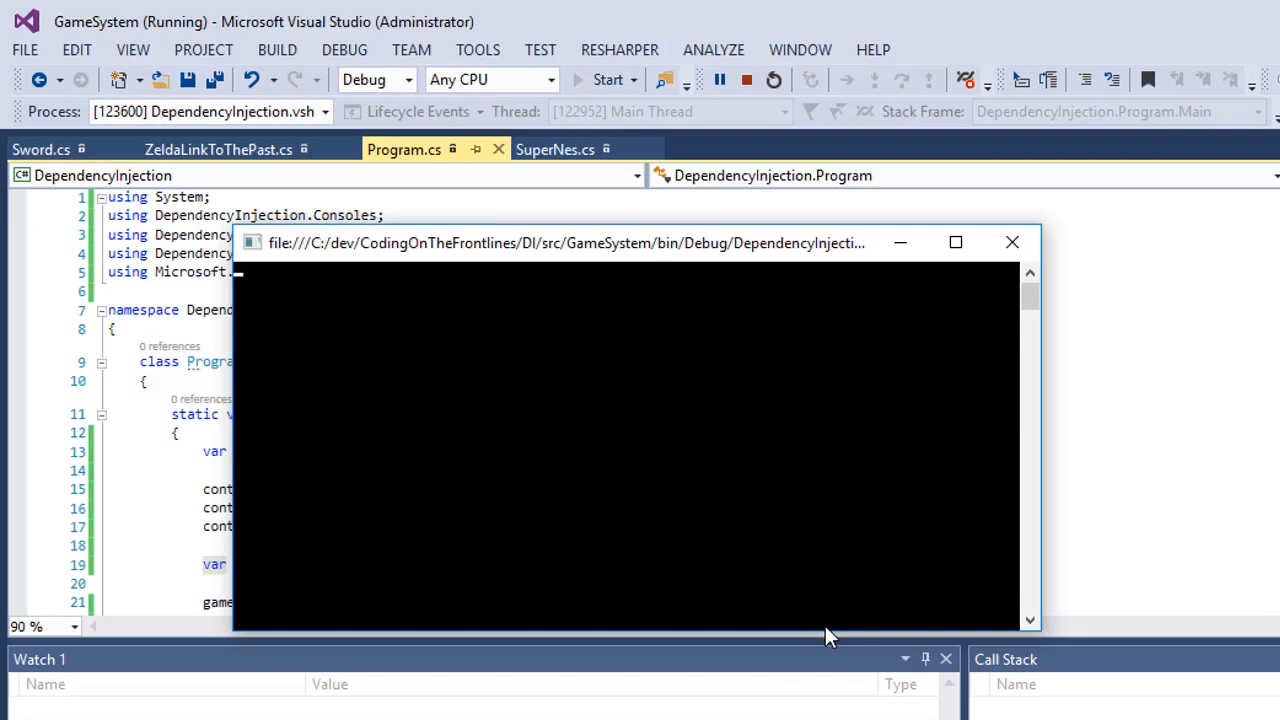 GameSystem (Running) - Microsoft Visual Studio (Administrator)
FILE EDIT VIEW PROJECT BUILD DEBUG TEAM TOOLS TEST RESHARPER ANALYZE WINDOW HELP
Debug Any CPU Start
Process: [123600] DependencyInjection.vsh Lifecycle Events Thread: [122952] Main Thread Stack Frame: DependencyInjection.Program.Main
Sword.cs ZeldaLinkToThePast.cs Program.cs SuperNes.cs
C# DependencyInjection DependencyInjection.Program
1 using System;
2 using DependencyInjection.Consoles;
file:///C:/dev/CodingOnTheFrontlines/DI/src/GameSystem/bin/Debug/DependencyInjecti...
3 using Dependency
4 using Dependency
5 using Microsoft.
6
7 namespace Depend
8 {
0 references
9 class Progra
10 {
0 references
11 static v
12 {
13 var
14
15 cont
16 cont
17 cont
18
19 var
20
21 game
90 %
Watch 1 Call Stack
Name Value Type Name